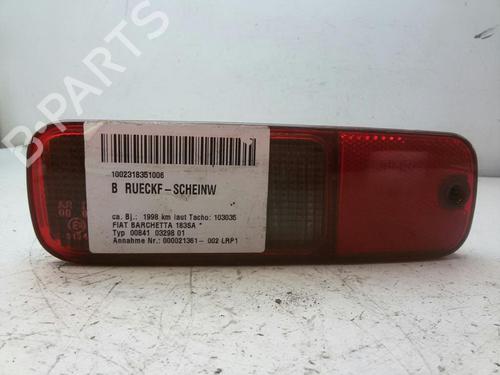 1002318351006
B RUECKF-SCHEINW
ca. Bj.: 1998 km laut Tacho: 103035
FIAT BARCHETTA 183SA *
Typ 00841 03298 01
Annahme Nr.: 000021361- 002 LRP1
B-PARTS